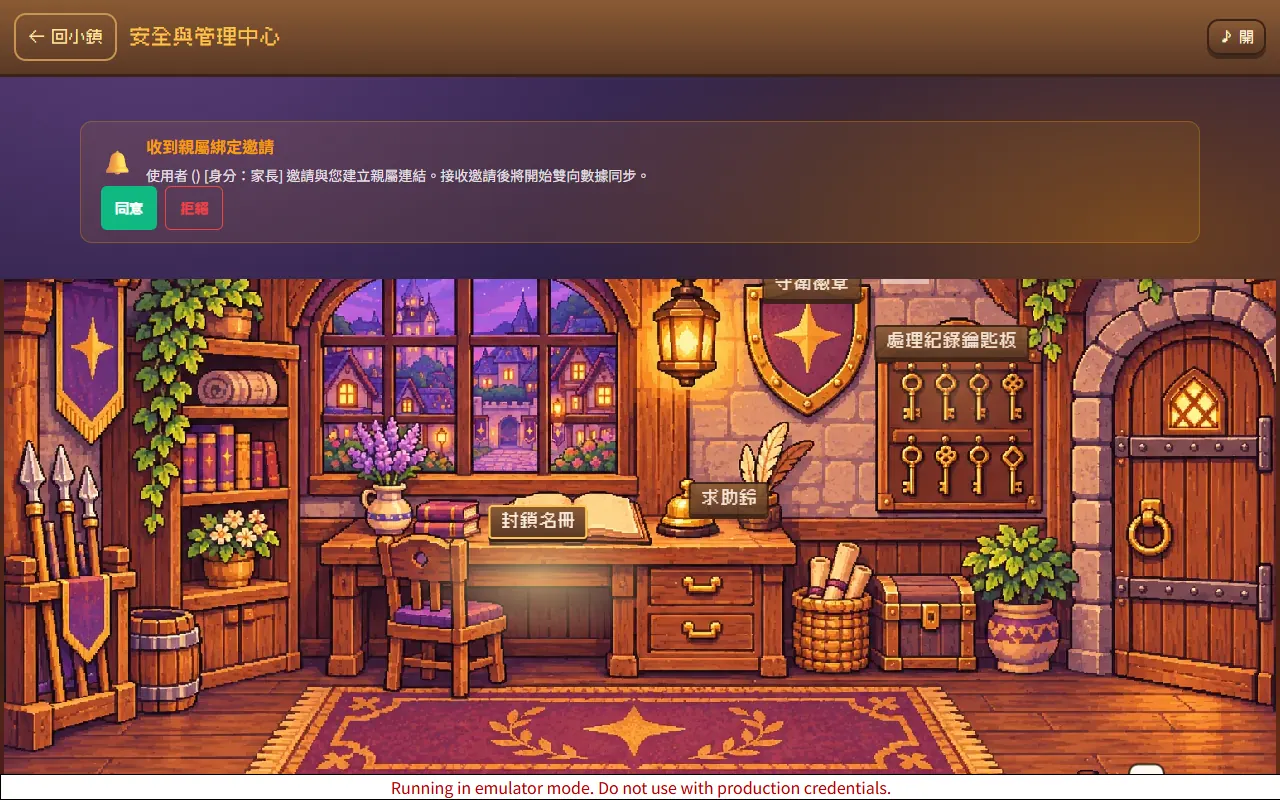 ← 回小鎮
安全與管理中心
♪ 開
收到親屬綁定邀請
使用者 () [身分：家長] 邀請與您建立親屬連結。接收邀請後將開始雙向數據同步。
同意
拒絕
守衛徽章
處理紀錄鑰匙板
求助鈴
封鎖名冊
Running in emulator mode. Do not use with production credentials.